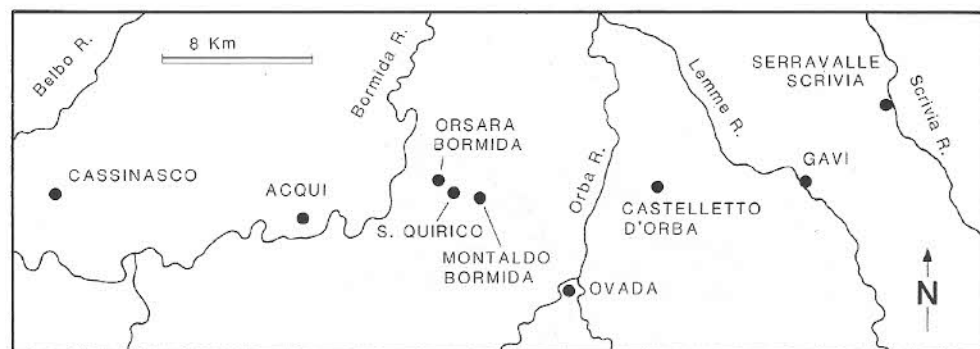 Belbo R.
8 Km
Bormida R.
Lemme R.
SERRAVALLE
SCRIVIA
Scrivia R.
ORSARA
BORMIDA
Orba R.
CASSINASCO
ACQUI
GAVI
S. QUIRICO
CASTELLETTO
D'ORBA
MONTALDO
BORMIDA
OVADA
N